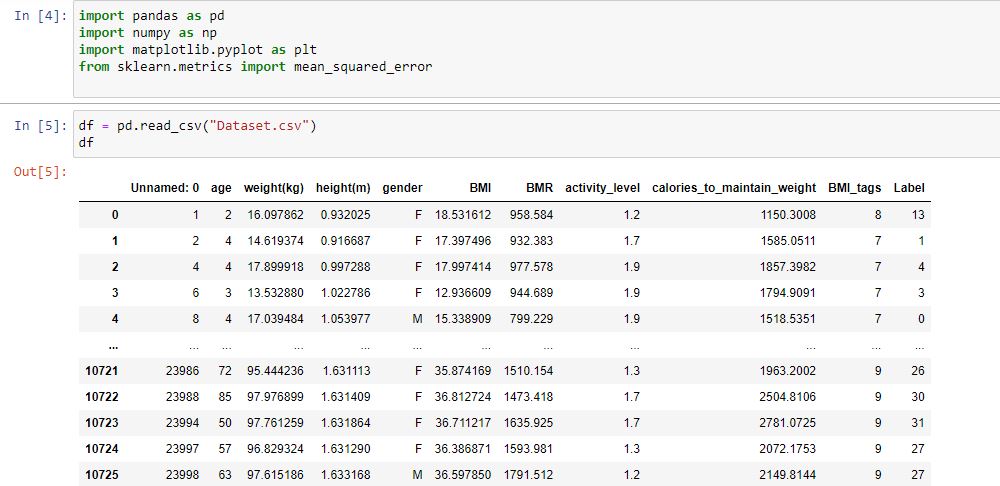 In [4]: import pandas as pd
import numpy as np
import matplotlib.pyplot as plt
from sklearn.metrics import mean_squared_error
In [5]: df = pd.read_csv("Dataset.csv")
df
Out[5]:
Unnamed: 0 age weight(kg) height(m) gender BMI BMR activity_level calories_to_maintain_weight BMI_tags Label
0 1 2 16.097862 0.932025 F 18.531612 958.584 1.2 1150.3008 8 13
1 2 4 14.619374 0.916687 F 17.397496 932.383 1.7 1585.0511 7 1
2 4 4 17.899918 0.997288 F 17.997414 977.578 1.9 1857.3982 7 4
3 6 3 13.532880 1.022786 F 12.936609 944.689 1.9 1794.9091 7 3
4 8 4 17.039484 1.053977 M 15.338909 799.229 1.9 1518.5351 7 0
... ... ... ... ... ... ... ... ... ... ... ...
10721 23986 72 95.444236 1.631113 F 35.874169 1510.154 1.3 1963.2002 9 26
10722 23988 85 97.976899 1.631409 F 36.812724 1473.418 1.7 2504.8106 9 30
10723 23994 50 97.761259 1.631864 F 36.711217 1635.925 1.7 2781.0725 9 31
10724 23997 57 96.829324 1.631290 F 36.386871 1593.981 1.3 2072.1753 9 27
10725 23998 63 97.615186 1.633168 M 36.597850 1791.512 1.2 2149.8144 9 27